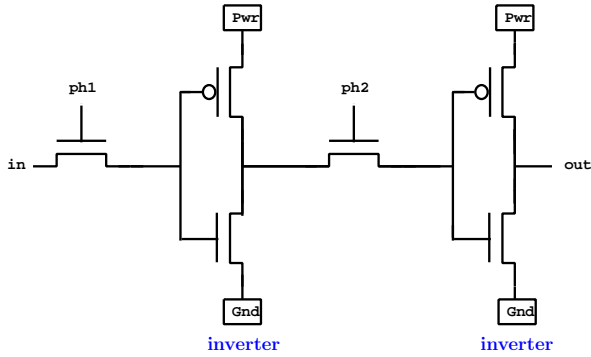 Pwr
Pwr
ph1
ph2
in
out
Gnd
Gnd
inverter
inverter